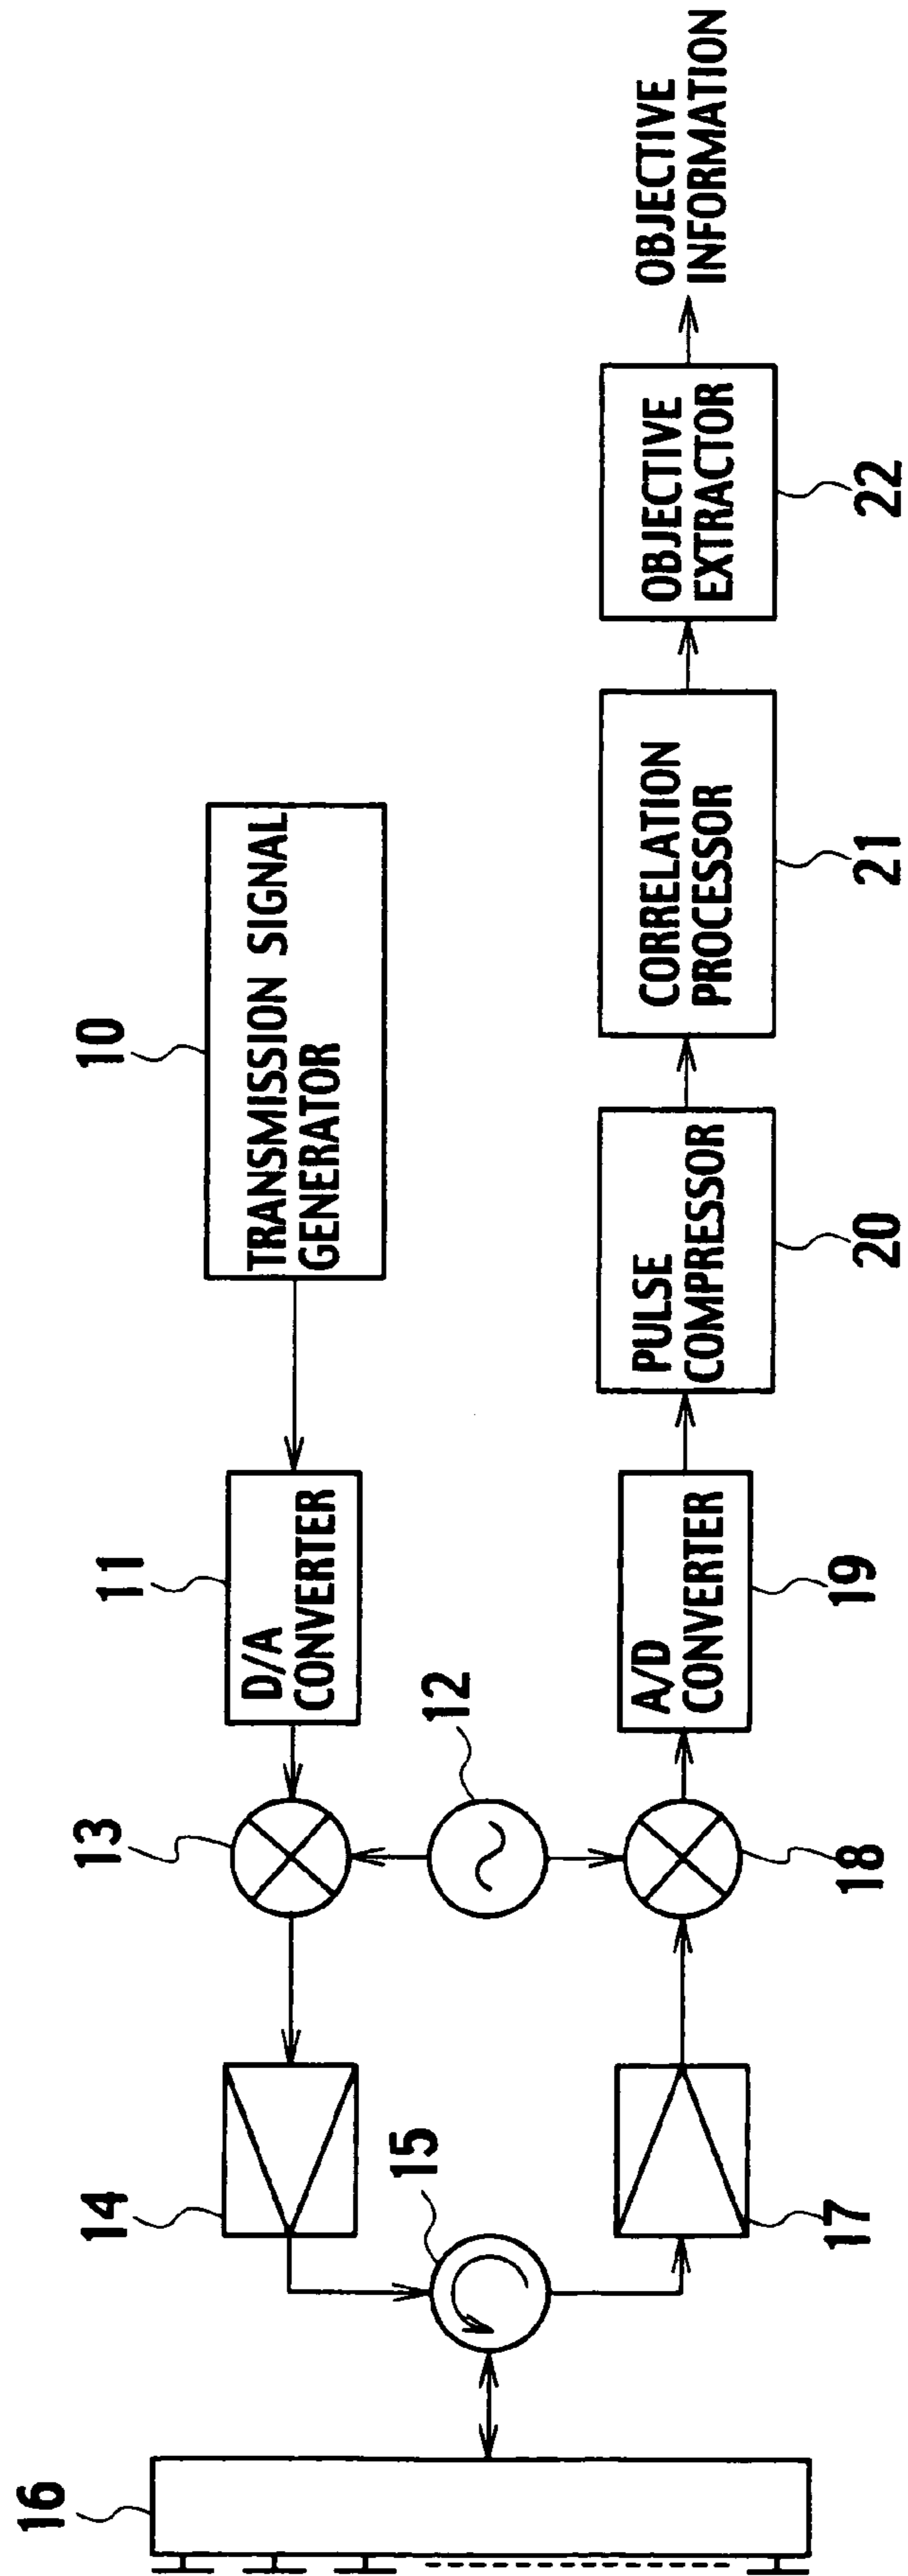 10
TRANSMISSION SIGNAL
GENERATOR
11
D/A
CONVERTER
12
13
14
15
16
17
18
A/D
CONVERTER
19
PULSE
COMPRESSOR
20
CORRELATION
PROCESSOR
21
OBJECTIVE
EXTRACTOR
22
OBJECTIVE
INFORMATION